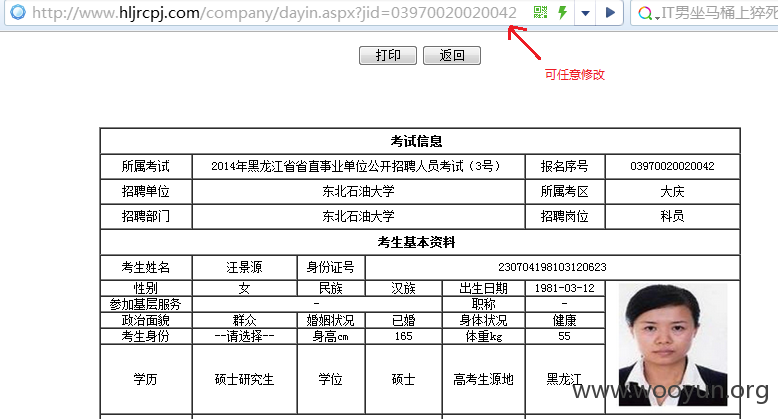 http://www.hljrcpj.com/company/dayin.aspx?jid=03970020020042 IT男坐马桶上猝死
可任意修改
打印 返回
考试信息
所属考试 2014年黑龙江省省直事业单位公开招聘人员考试（3号） 报名序号 03970020020042
招聘单位 东北石油大学 所属考区 大庆
招聘部门 东北石油大学 招聘岗位 科员
考生基本资料
考生姓名 汪景源 身份证号 230704198103120623
性别 女 民族 汉族 出生日期 1981-03-12
参加基层服务 - 职称 -
政治面貌 群众 婚姻状况 已婚 身体状况 健康
考生身份 --请选择-- 身高cm 165 体重kg 55
学历 硕士研究生 学位 硕士 高考生源地 黑龙江
www.wooyun.org